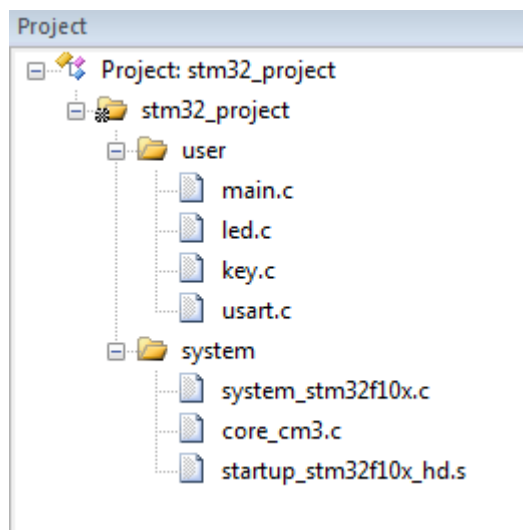 Project
Project: stm32_project
stm32_project
user
main.c
led.c
key.c
usart.c
system
system_stm32f10x.c
core_cm3.c
startup_stm32f10x_hd.s